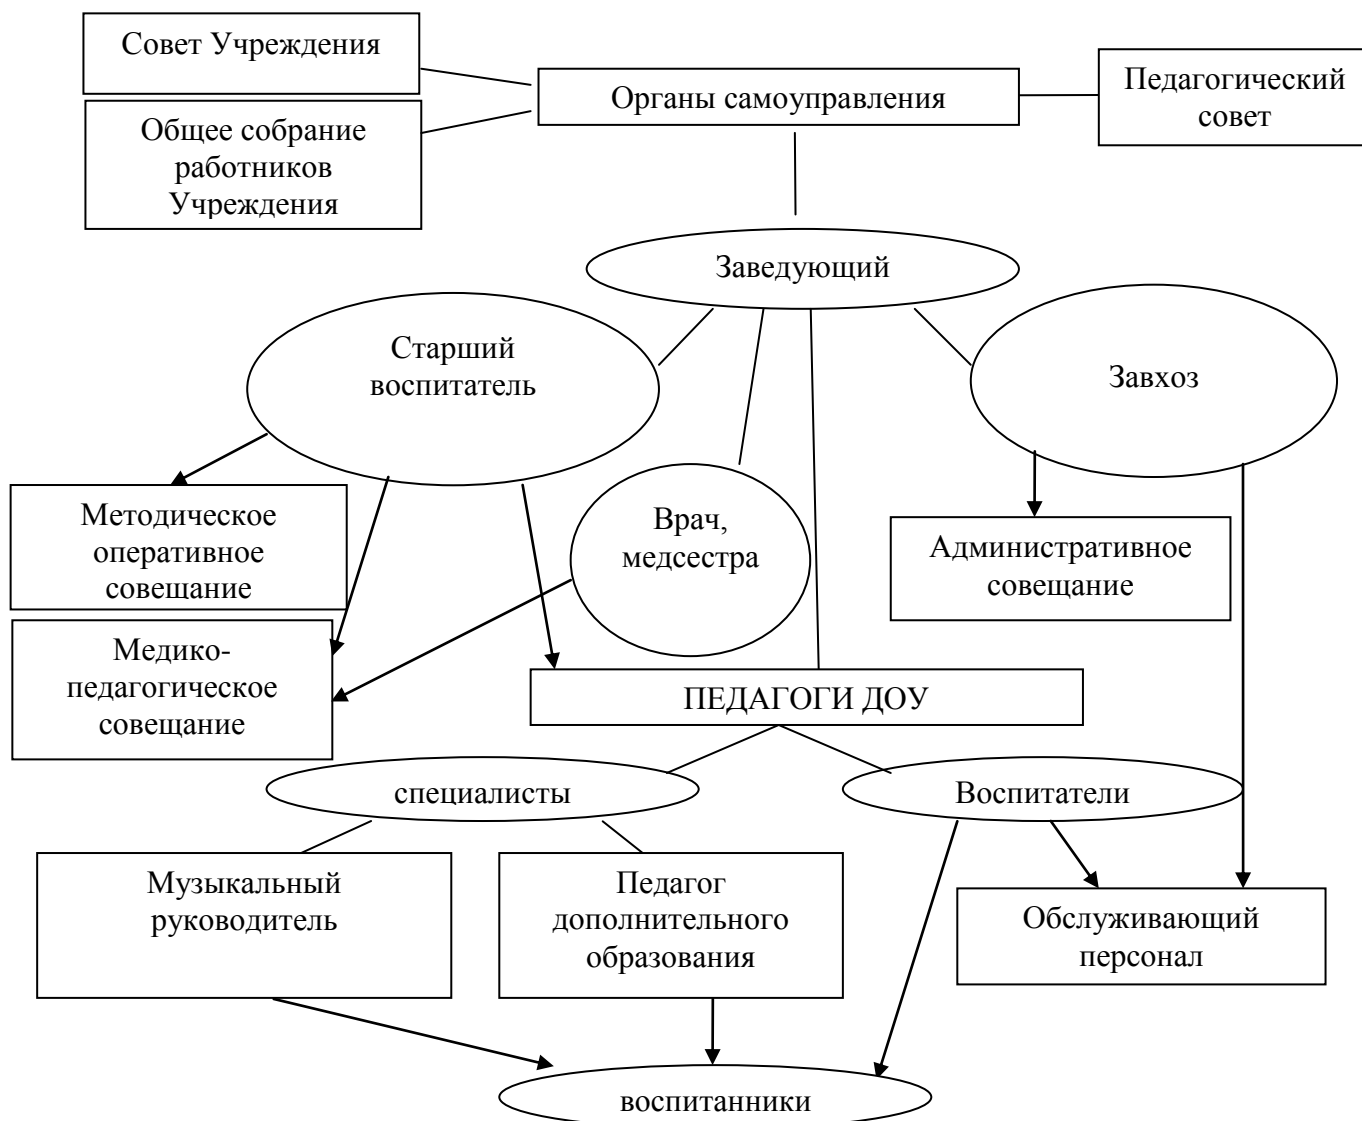 Совет Учреждения
Органы самоуправления
Педагогический
совет
Общее собрание
работников
Учреждения
Заведующий
Старший
воспитатель
Завхоз
Методическое
оперативное
совещание
Врач,
медсестра
Административное
совещание
Медико-
педагогическое
совещание
ПЕДАГОГИ ДОУ
специалисты
Воспитатели
Музыкальный
руководитель
Педагог
дополнительного
образования
Обслуживающий
персонал
воспитанники